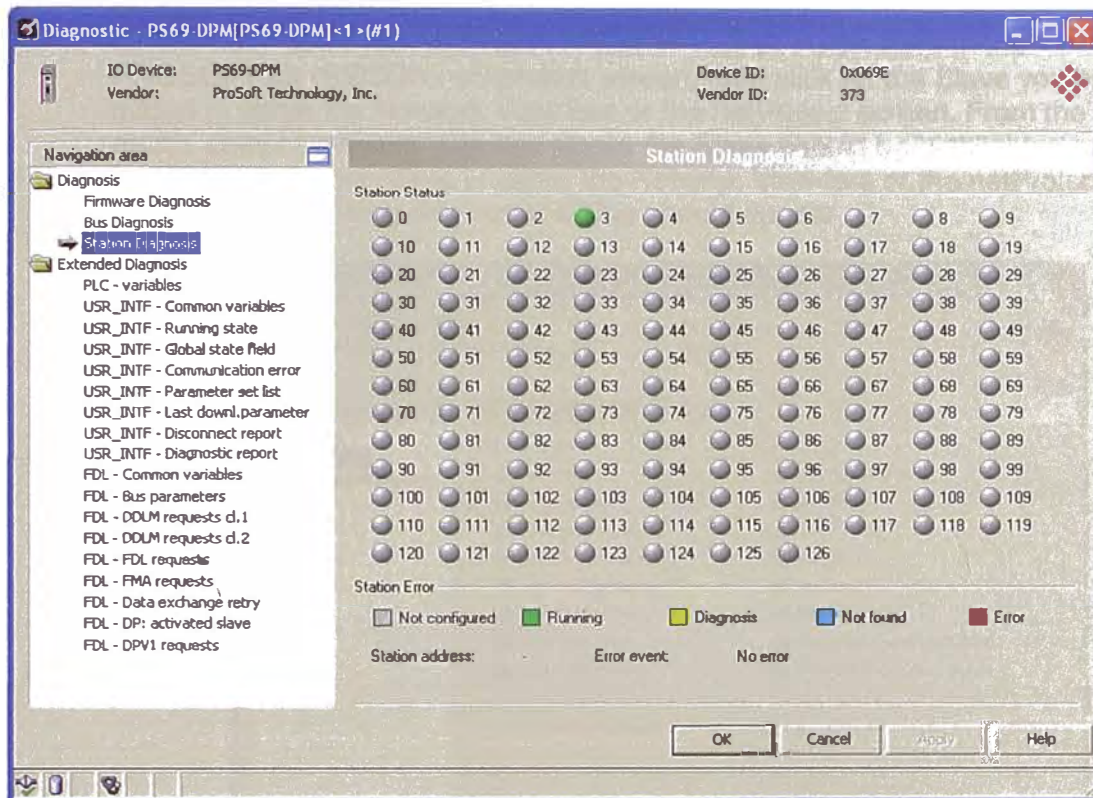 Diagnostic - PS69-DPM[PS69-DPM]<1>(#1)
IO Device: PS69-DPM Device ID: 0x069E
Vendor: ProSoft Technology, Inc. Vendor ID: 373
Navigation area
Station Diagnosis
Diagnosis
Firmware Diagnosis
Bus Diagnosis
Station Diagnosis
Extended Diagnosis
PLC - variables
USR_INTF - Common variables
USR_INTF - Running state
USR_INTF - Global state field
USR_INTF - Communication error
USR_INTF - Parameter set list
USR_INTF - Last downl.parameter
USR_INTF - Disconnect report
USR_INTF - Diagnostic report
FDL - Common variables
FDL - Bus parameters
FDL - DDLM requests cl.1
FDL - DDLM requests cl.2
FDL - FDL requests
FDL - FMA requests
FDL - Data exchange retry
FDL - DP: activated slave
FDL - DPV1 requests
Station Status
0 1 2 3 4 5 6 7 8 9
10 11 12 13 14 15 16 17 18 19
20 21 22 23 24 25 26 27 28 29
30 31 32 33 34 35 36 37 38 39
40 41 42 43 44 45 46 47 48 49
50 51 52 53 54 55 56 57 58 59
60 61 62 63 64 65 66 67 68 69
70 71 72 73 74 75 76 77 78 79
80 81 82 83 84 85 86 87 88 89
90 91 92 93 94 95 96 97 98 99
100 101 102 103 104 105 106 107 108 109
110 111 112 113 114 115 116 117 118 119
120 121 122 123 124 125 126
Station Error
Not configured Running Diagnosis Not found Error
Station address: - Error event: No error
OK Cancel Apply Help